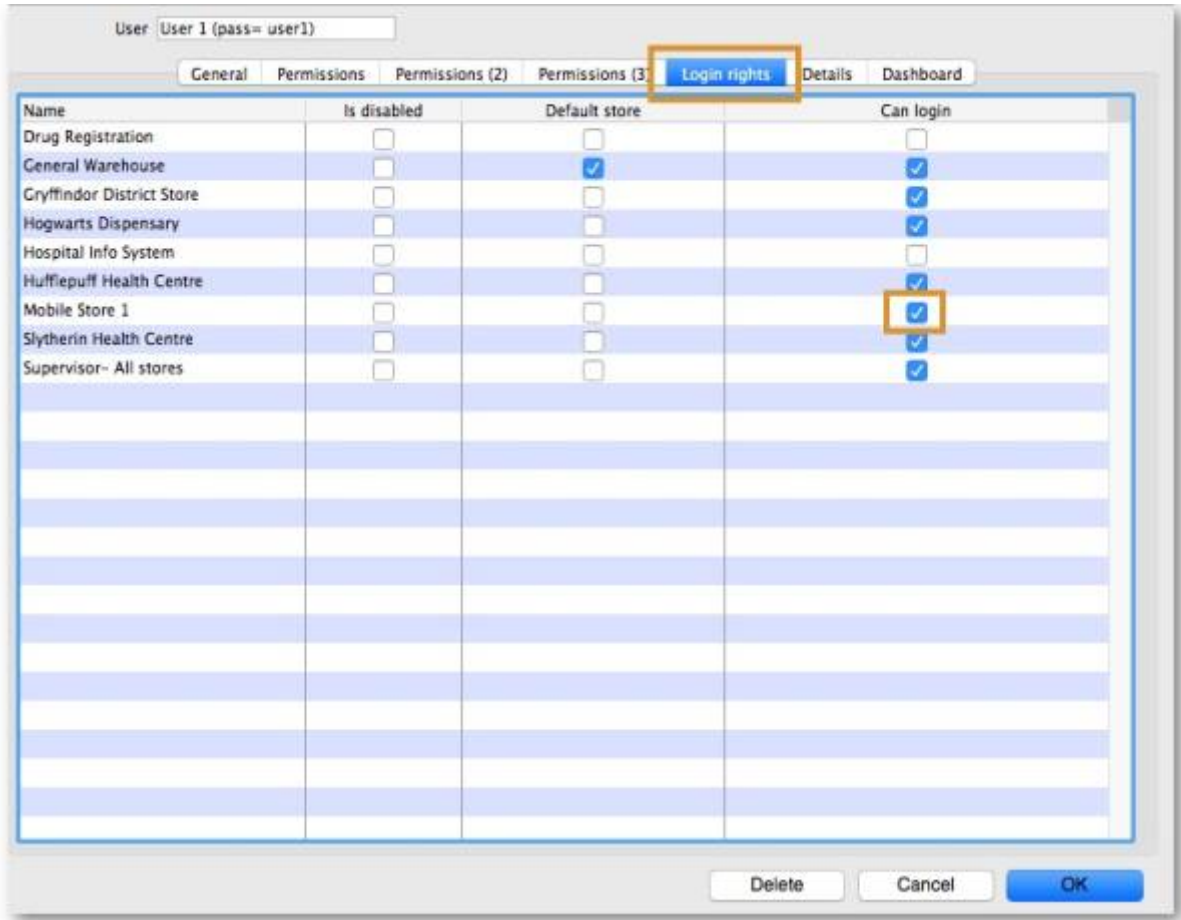 User User 1 (pass= user1)
General Permissions Permissions (2) Permissions (3) Login rights Details Dashboard
Name Is disabled Default store Can login
Drug Registration
General Warehouse
Gryffindor District Store
Hogwarts Dispensary
Hospital Info System
Hufflepuff Health Centre
Mobile Store 1
Slytherin Health Centre
Supervisor- All stores
Delete Cancel OK